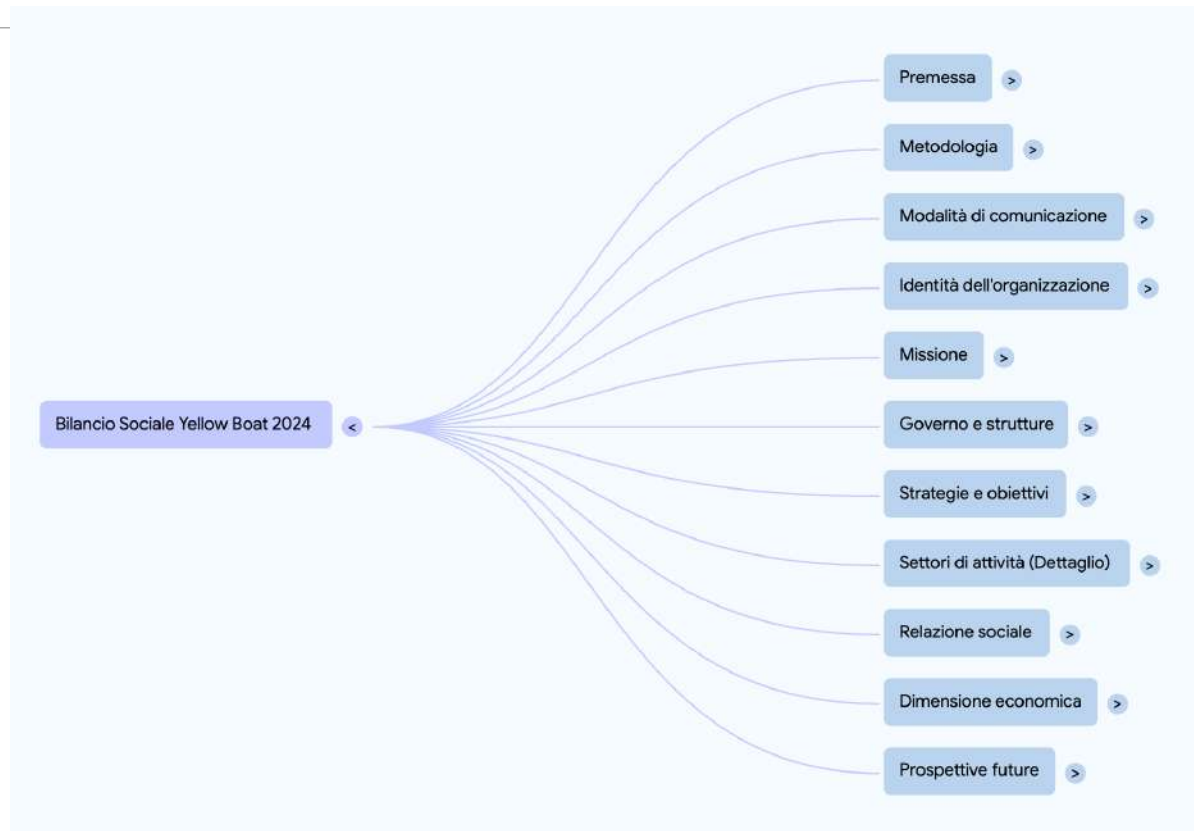 Bilancio Sociale Yellow Boat 2024
<
Premessa
>
Metodologia
>
Modalità di comunicazione
>
Identità dell'organizzazione
>
Missione
>
Governo e strutture
>
Strategie e obiettivi
>
Settori di attività (Dettaglio)
>
Relazione sociale
>
Dimensione economica
>
Prospettive future
>